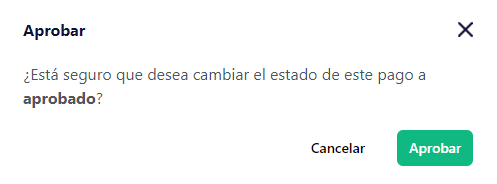 Aprobar
¿Está seguro que desea cambiar el estado de este pago a
aprobado?
Cancelar
Aprobar